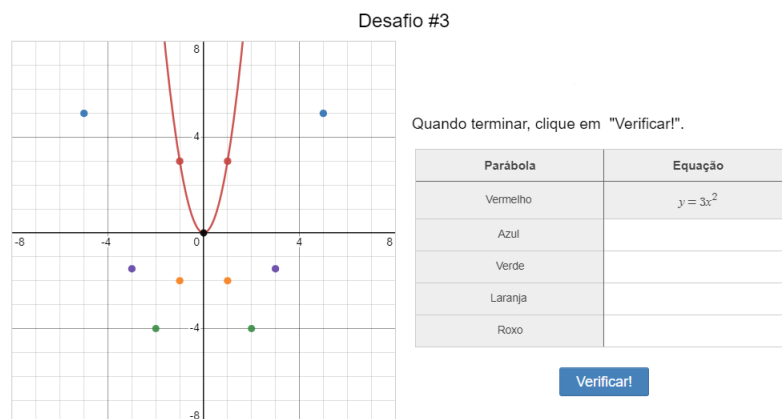 Desafio #3
8
4
-8 -4 0 4 8
-4
-8
Quando terminar, clique em "Verificar!".
Parábola Equação
Vermelho y = 3x²
Azul
Verde
Laranja
Roxo
Verificar!